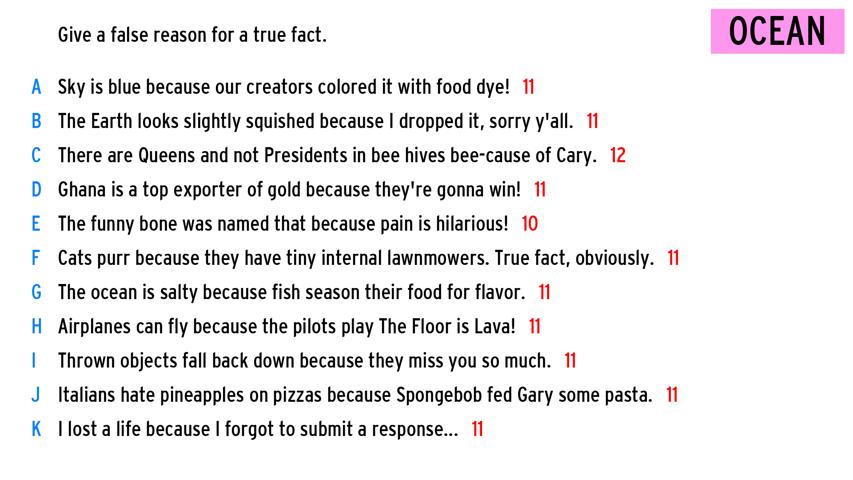 Give a false reason for a true fact.
OCEAN
A Sky is blue because our creators colored it with food dye! 11
B The Earth looks slightly squished because I dropped it, sorry y'all. 11
C There are Queens and not Presidents in bee hives bee-cause of Cary. 12
D Ghana is a top exporter of gold because they're gonna win! 11
E The funny bone was named that because pain is hilarious! 10
F Cats purr because they have tiny internal lawnmowers. True fact, obviously. 11
G The ocean is salty because fish season their food for flavor. 11
H Airplanes can fly because the pilots play The Floor is Lava! 11
I Thrown objects fall back down because they miss you so much. 11
J Italians hate pineapples on pizzas because Spongebob fed Gary some pasta. 11
K I lost a life because I forgot to submit a response... 11